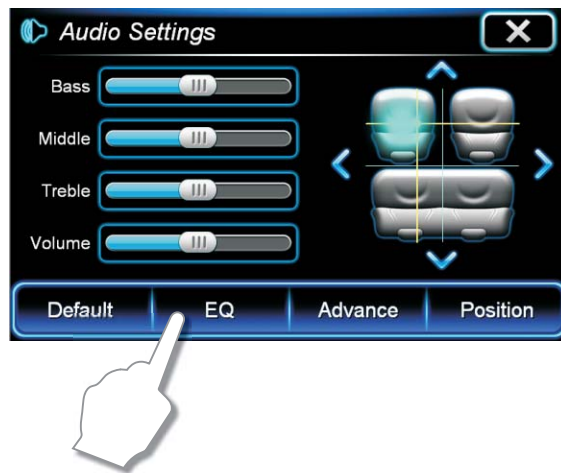 Audio Settings
Bass
Middle
Treble
Volume
Default EQ Advance Position